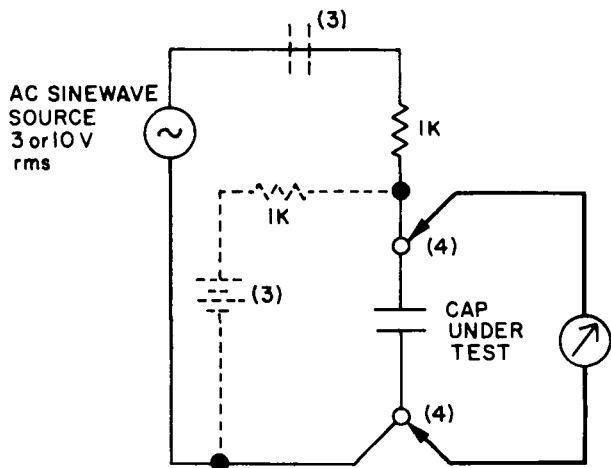 (3)
AC SINEWAVE
SOURCE
3 or 10 V
rms
~
1K
1K
(4)
(3)
CAP
UNDER
TEST
(4)